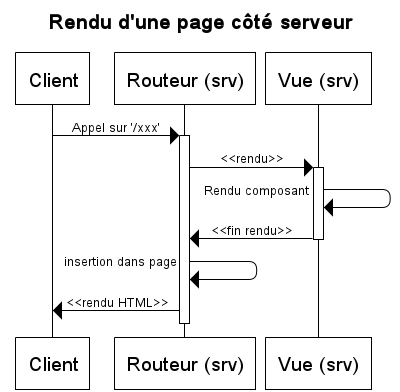 Rendu d'une page côté serveur
Client
Routeur (srv)
Vue (srv)
Appel sur '/xxx'
<<rendu>>
Rendu composant
<<fin rendu>>
insertion dans page
<<rendu HTML>>
Client
Routeur (srv)
Vue (srv)